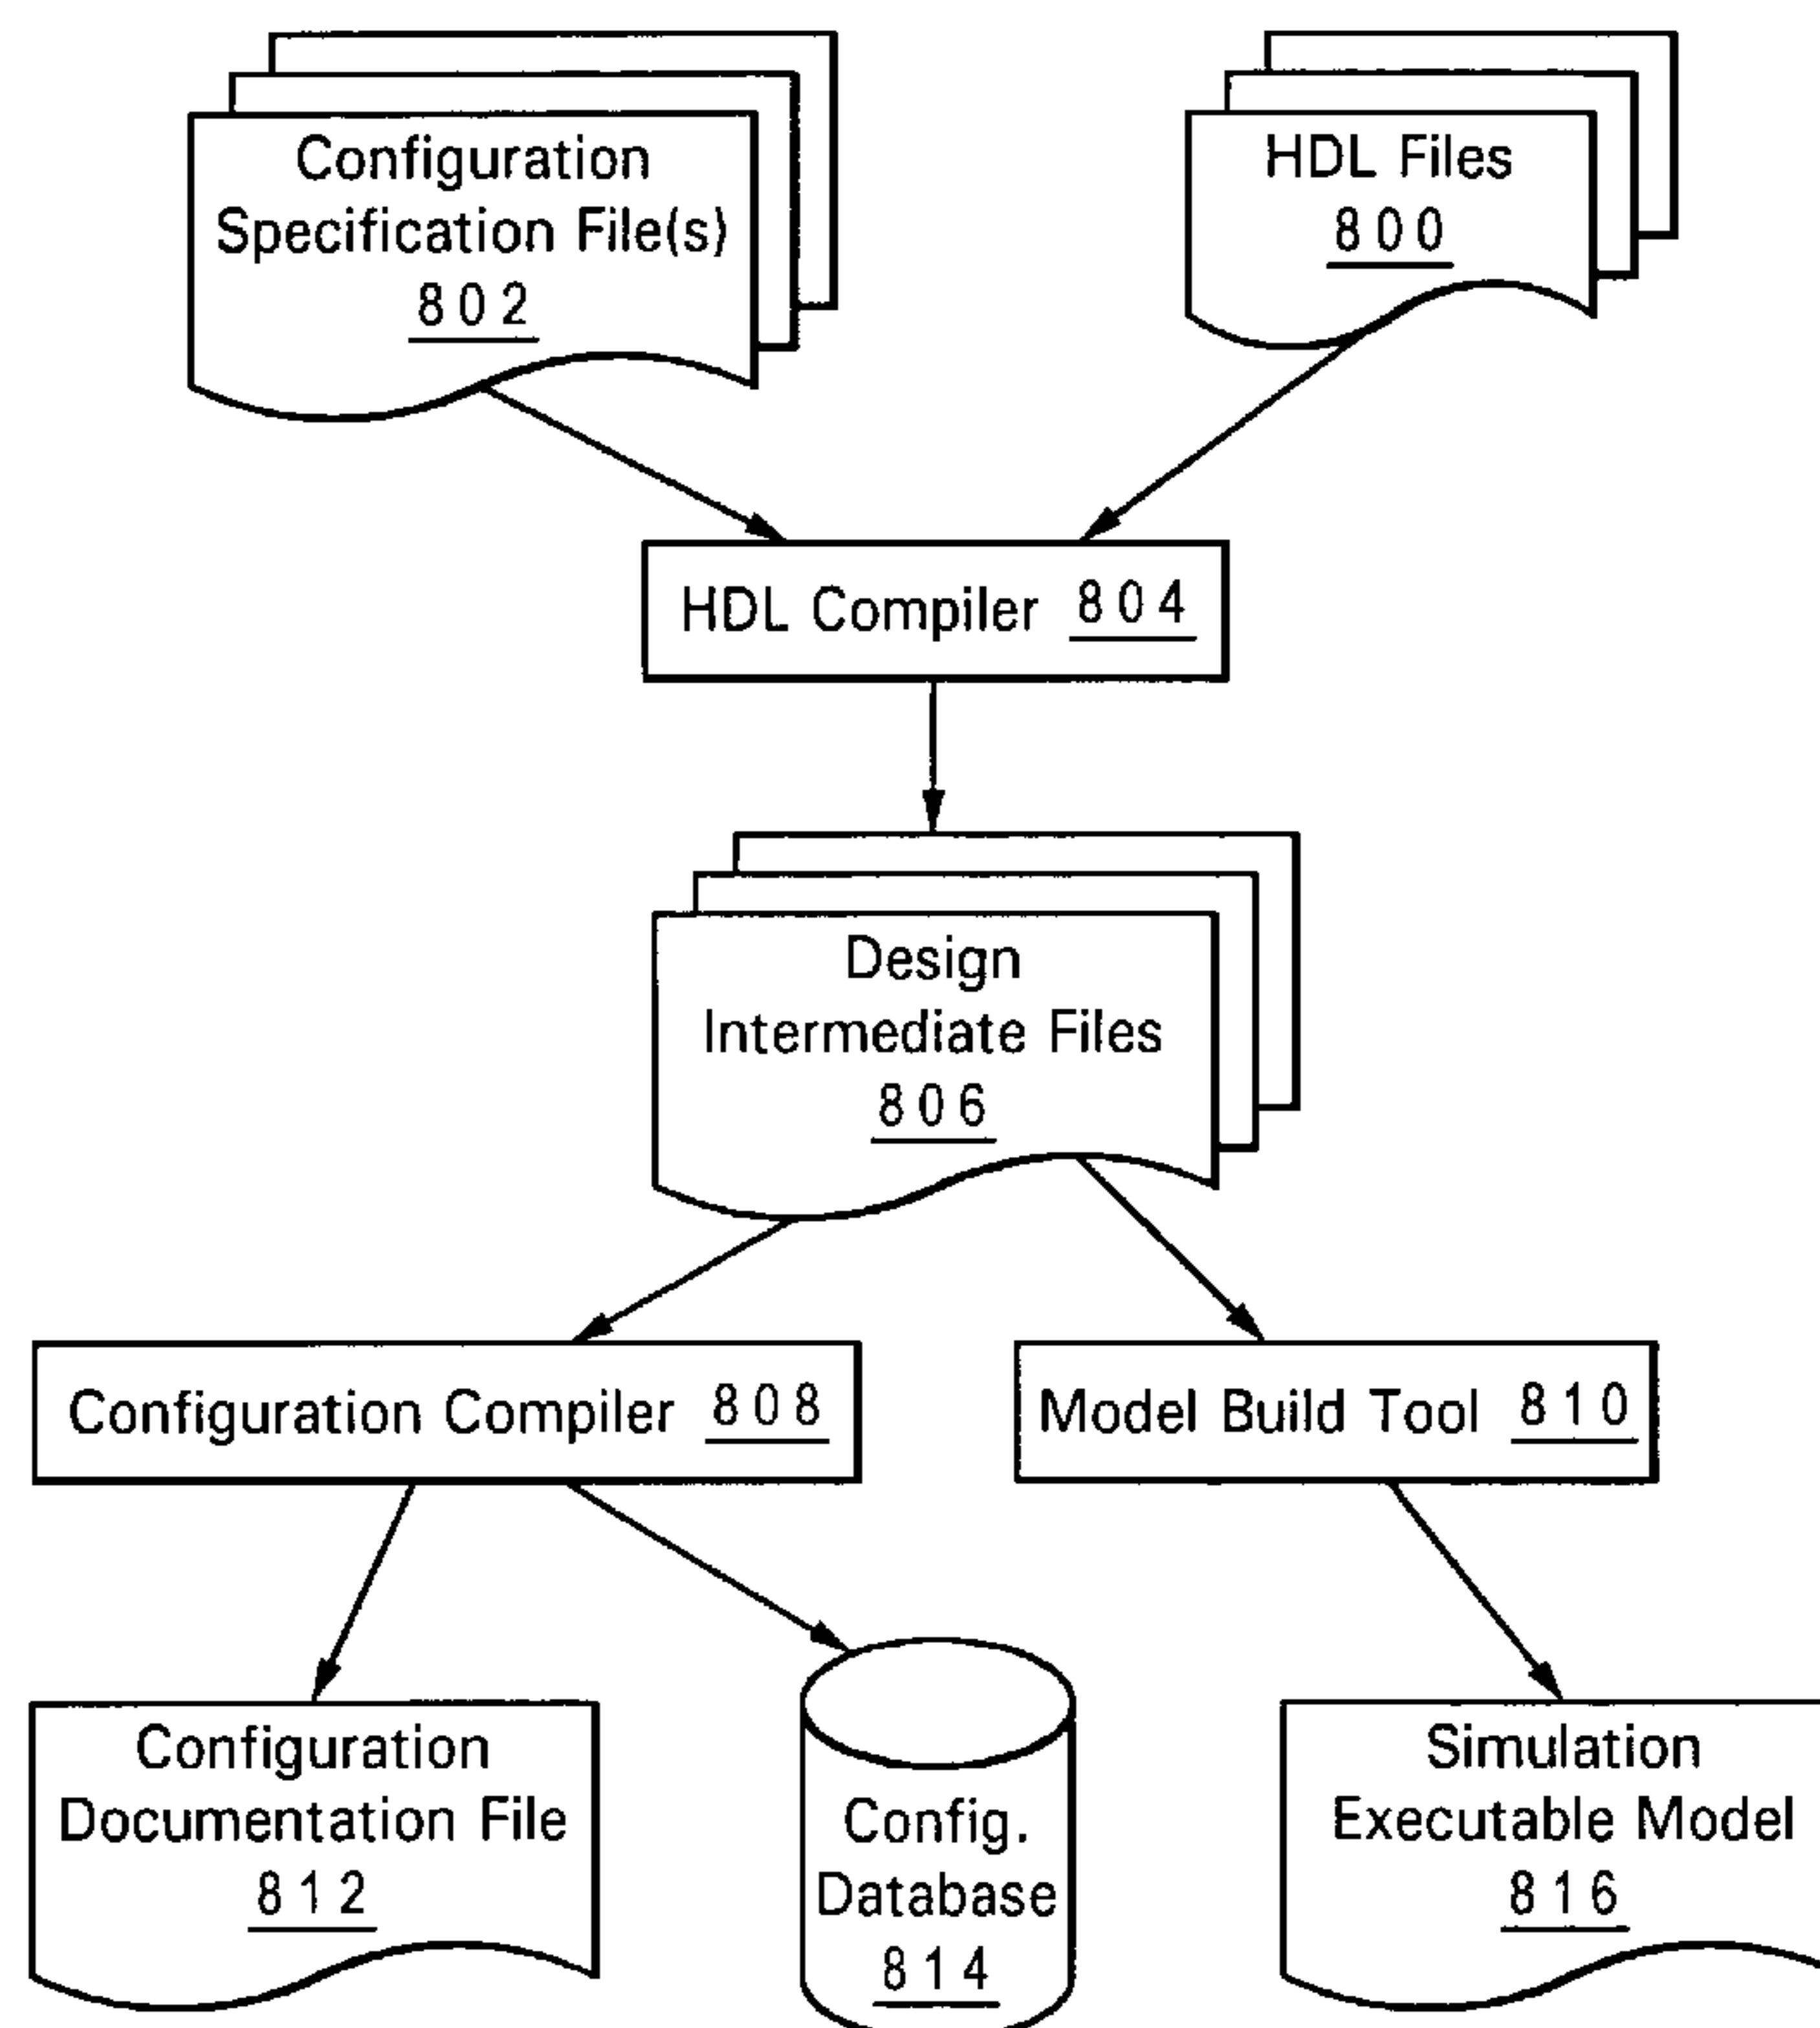 Configuration
Specification File(s)
802
HDL Files
800
HDL Compiler 804
Design
Intermediate Files
806
Configuration Compiler 808
Model Build Tool 810
Configuration
Documentation File
812
Config.
Database
814
Simulation
Executable Model
816